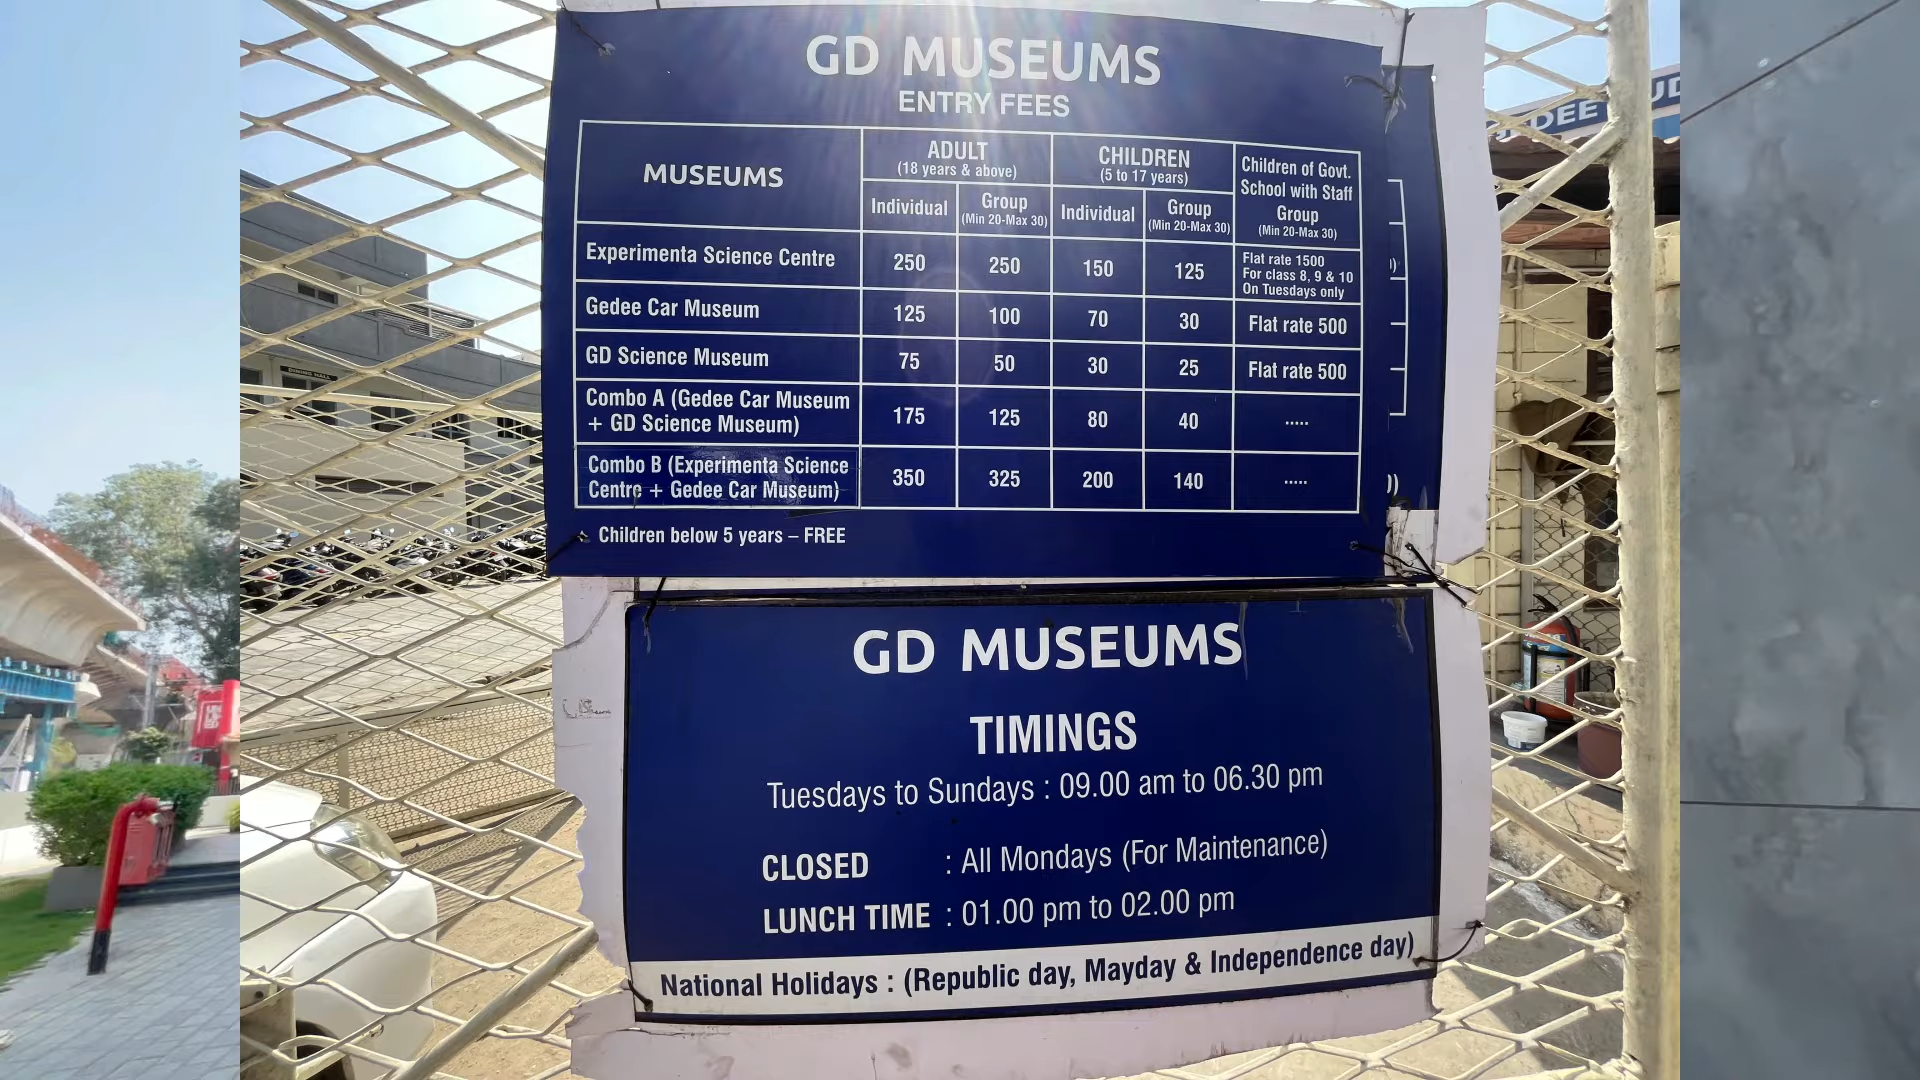 GD MUSEUMS
ENTRY FEES
MUSEUMS
ADULT
(18 years & above)
CHILDREN
(5 to 17 years)
Children of Govt.
School with Staff
Group
(Min 20-Max 30)
Individual
Group
(Min 20-Max 30)
Individual
Group
(Min 20-Max 30)
Experimenta Science Centre
250
250
150
125
Flat rate 1500
For class 8, 9 & 10
On Tuesdays only
Gedee Car Museum
125
100
70
30
Flat rate 500
GD Science Museum
75
50
30
25
Flat rate 500
Combo A (Gedee Car Museum
+ GD Science Museum)
175
125
80
40
.....
Combo B (Experimenta Science
Centre + Gedee Car Museum)
350
325
200
140
.....
Children below 5 years – FREE
GD MUSEUMS
TIMINGS
Tuesdays to Sundays : 09.00 am to 06.30 pm
CLOSED : All Mondays (For Maintenance)
LUNCH TIME : 01.00 pm to 02.00 pm
National Holidays : (Republic day, Mayday & Independence day)
DINING HALL